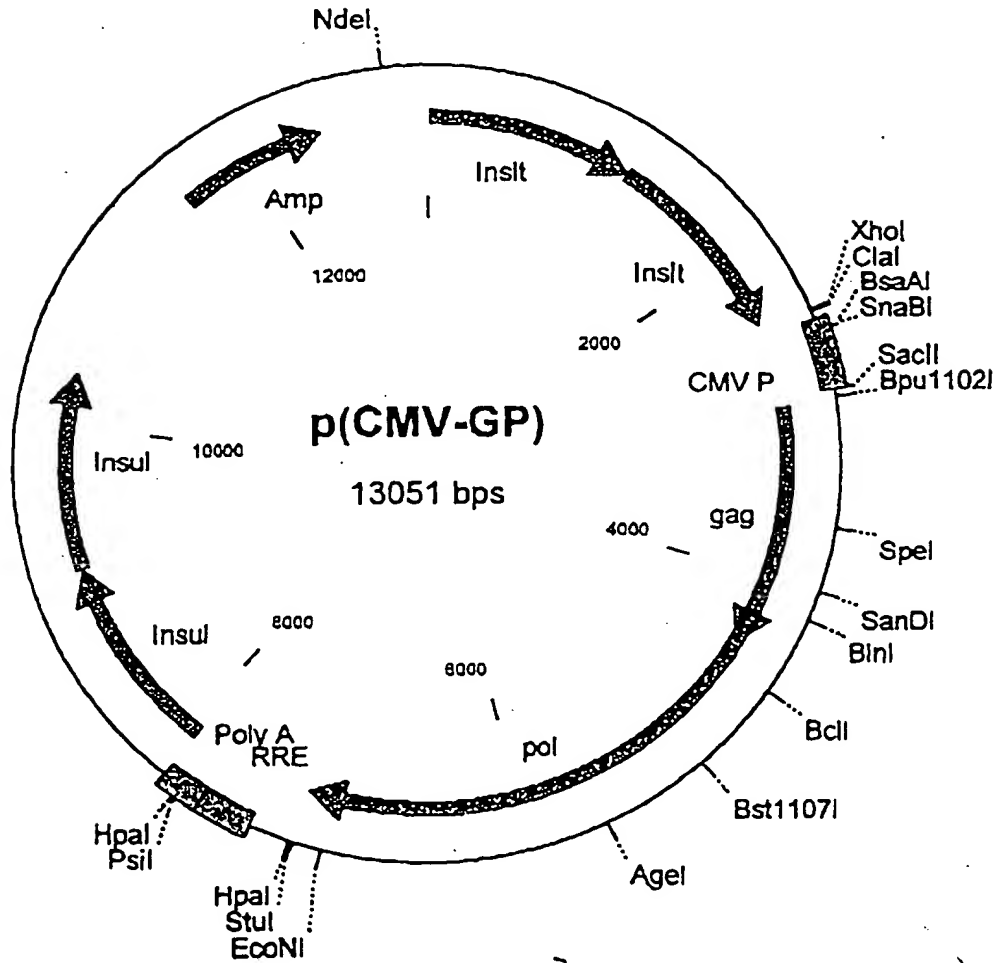 NdeI
Amp
Inslt
Inslt
12000
2000
XhoI
ClaI
BsaAI
SnaBI
SacII
Bpu1102I
CMV P
p(CMV-GP)
13051 bps
Insul
10000
gag
4000
SpeI
SanDI
BlnI
Insul
8000
6000
BclI
Poly A
RRE
pol
Bst1107I
HpaI
PsiI
AgeI
HpaI
StuI
EcoNI